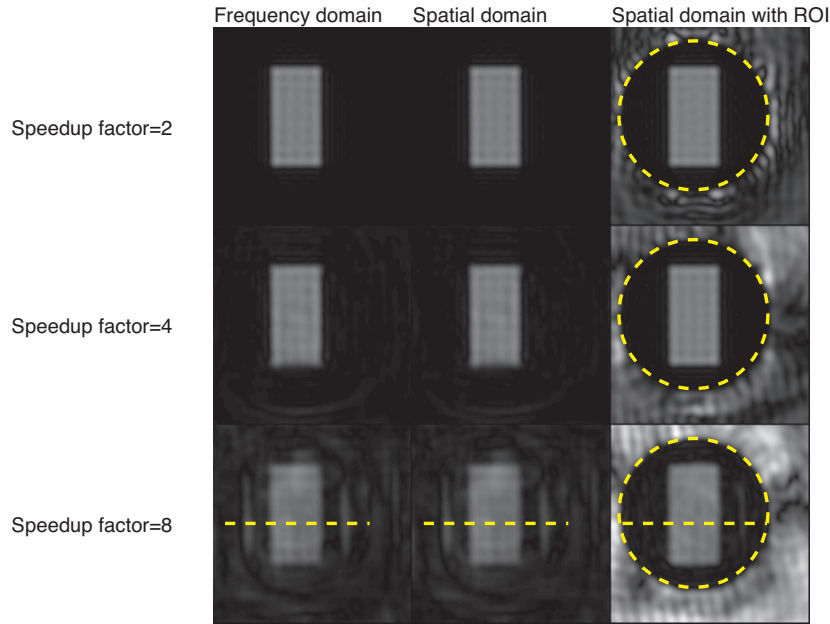 Frequency domain
Spatial domain
Spatial domain with ROI
Speedup factor=2
Speedup factor=4
Speedup factor=8